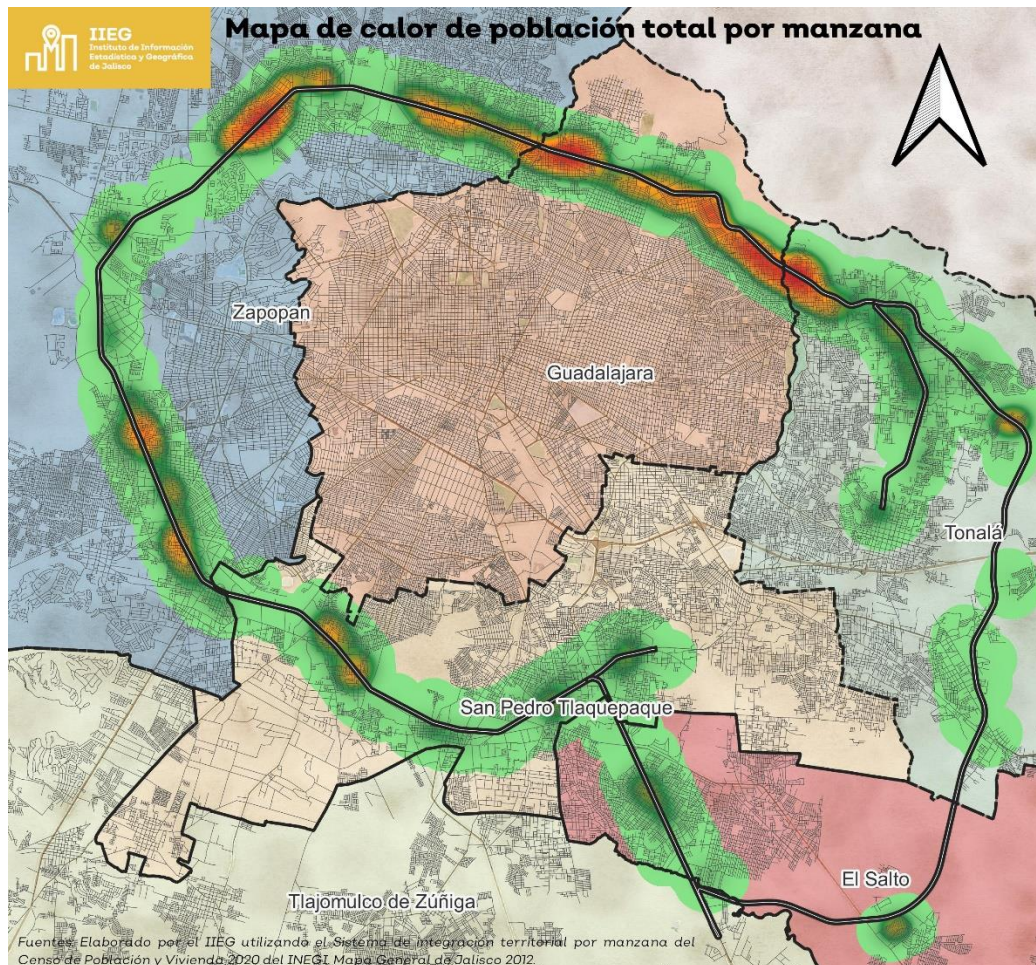 IIEG
Instituto de Información
Estadística y Geográfica
de Jalisco
Mapa de calor de población total por manzana
Zapopan
Guadalajara
Tonalá
San Pedro Tlaquepaque
El Salto
Tlajomulco de Zúñiga
Fuentes: Elaborado por el IIEG utilizando el Sistema de integración territorial por manzana del
Censo de Población y Vivienda 2020 del INEGI. Mapa General de Jalisco 2012.